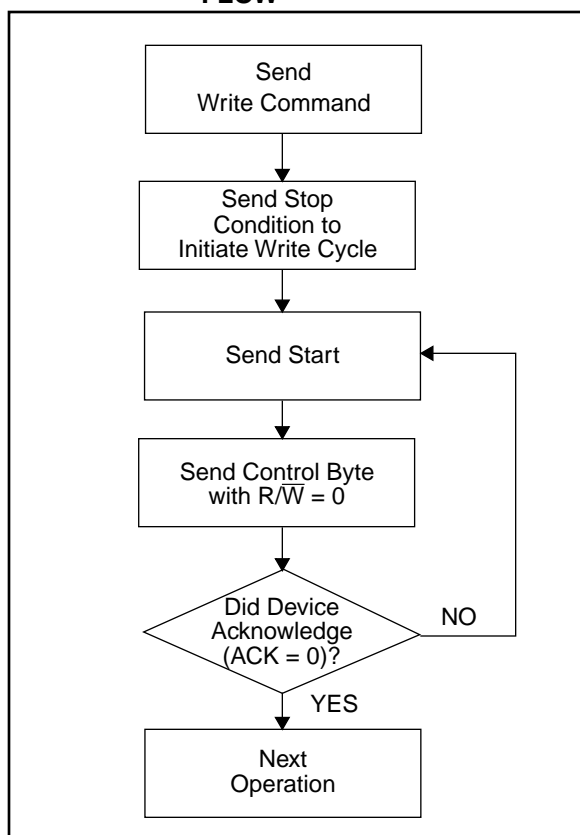 FLOW
Send
Write Command
Send Stop
Condition to
Initiate Write Cycle
Send Start
Send Control Byte
with R/W̅ = 0
Did Device
Acknowledge
(ACK = 0)?
NO
YES
Next
Operation